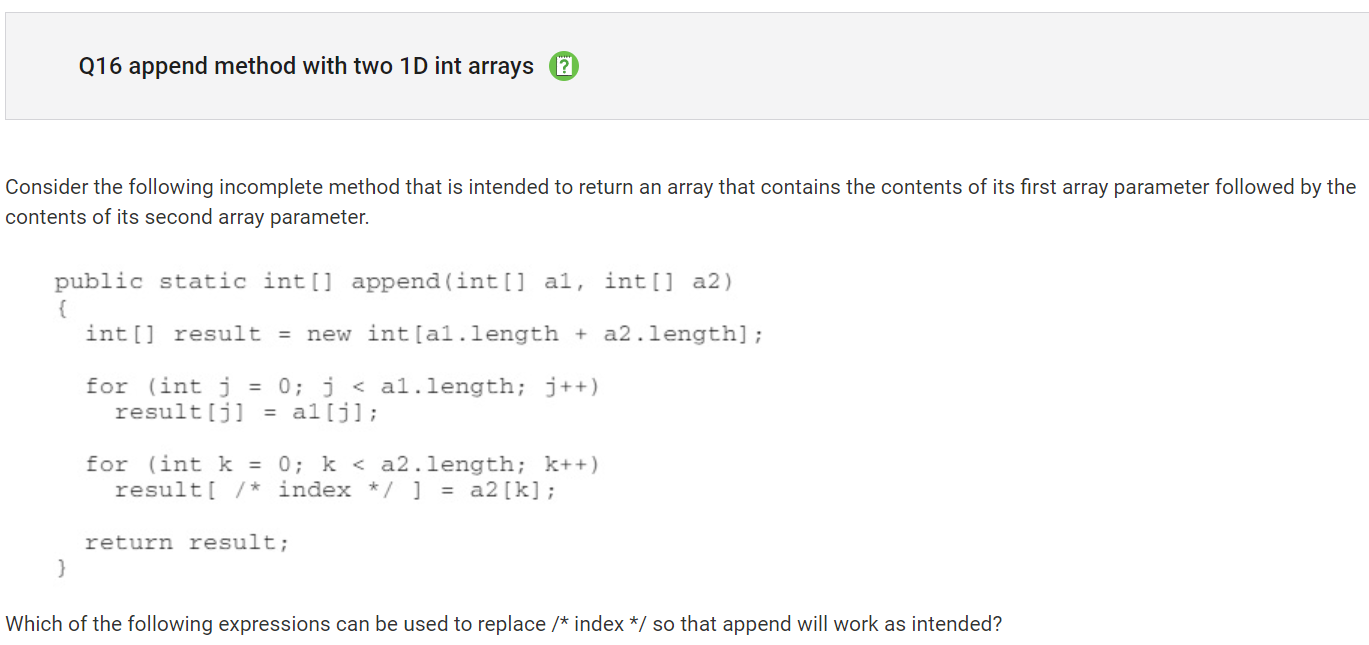 Q16 append method with two 1D int arrays
Consider the following incomplete method that is intended to return an array that contains the contents of its first array parameter followed by the
contents of its second array parameter.
public static int[] append(int[] a1, int[] a2)
{
int[] result = new int[a1.length + a2.length];
for (int j = 0; j < a1.length; j++)
result[j] = a1[j];
for (int k = 0; k < a2.length; k++)
result[ /* index */ ] = a2[k];
return result;
}
Which of the following expressions can be used to replace /* index */ so that append will work as intended?